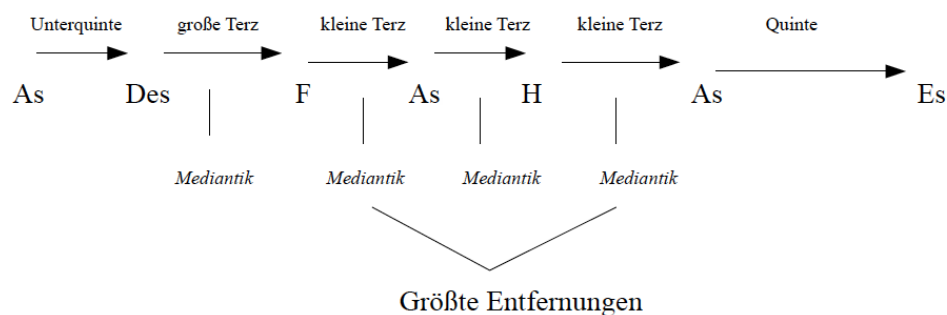 Unterquinte große Terz kleine Terz kleine Terz kleine Terz Quinte
As Des F As H As Es
Mediantik Mediantik Mediantik Mediantik
Größte Entfernungen